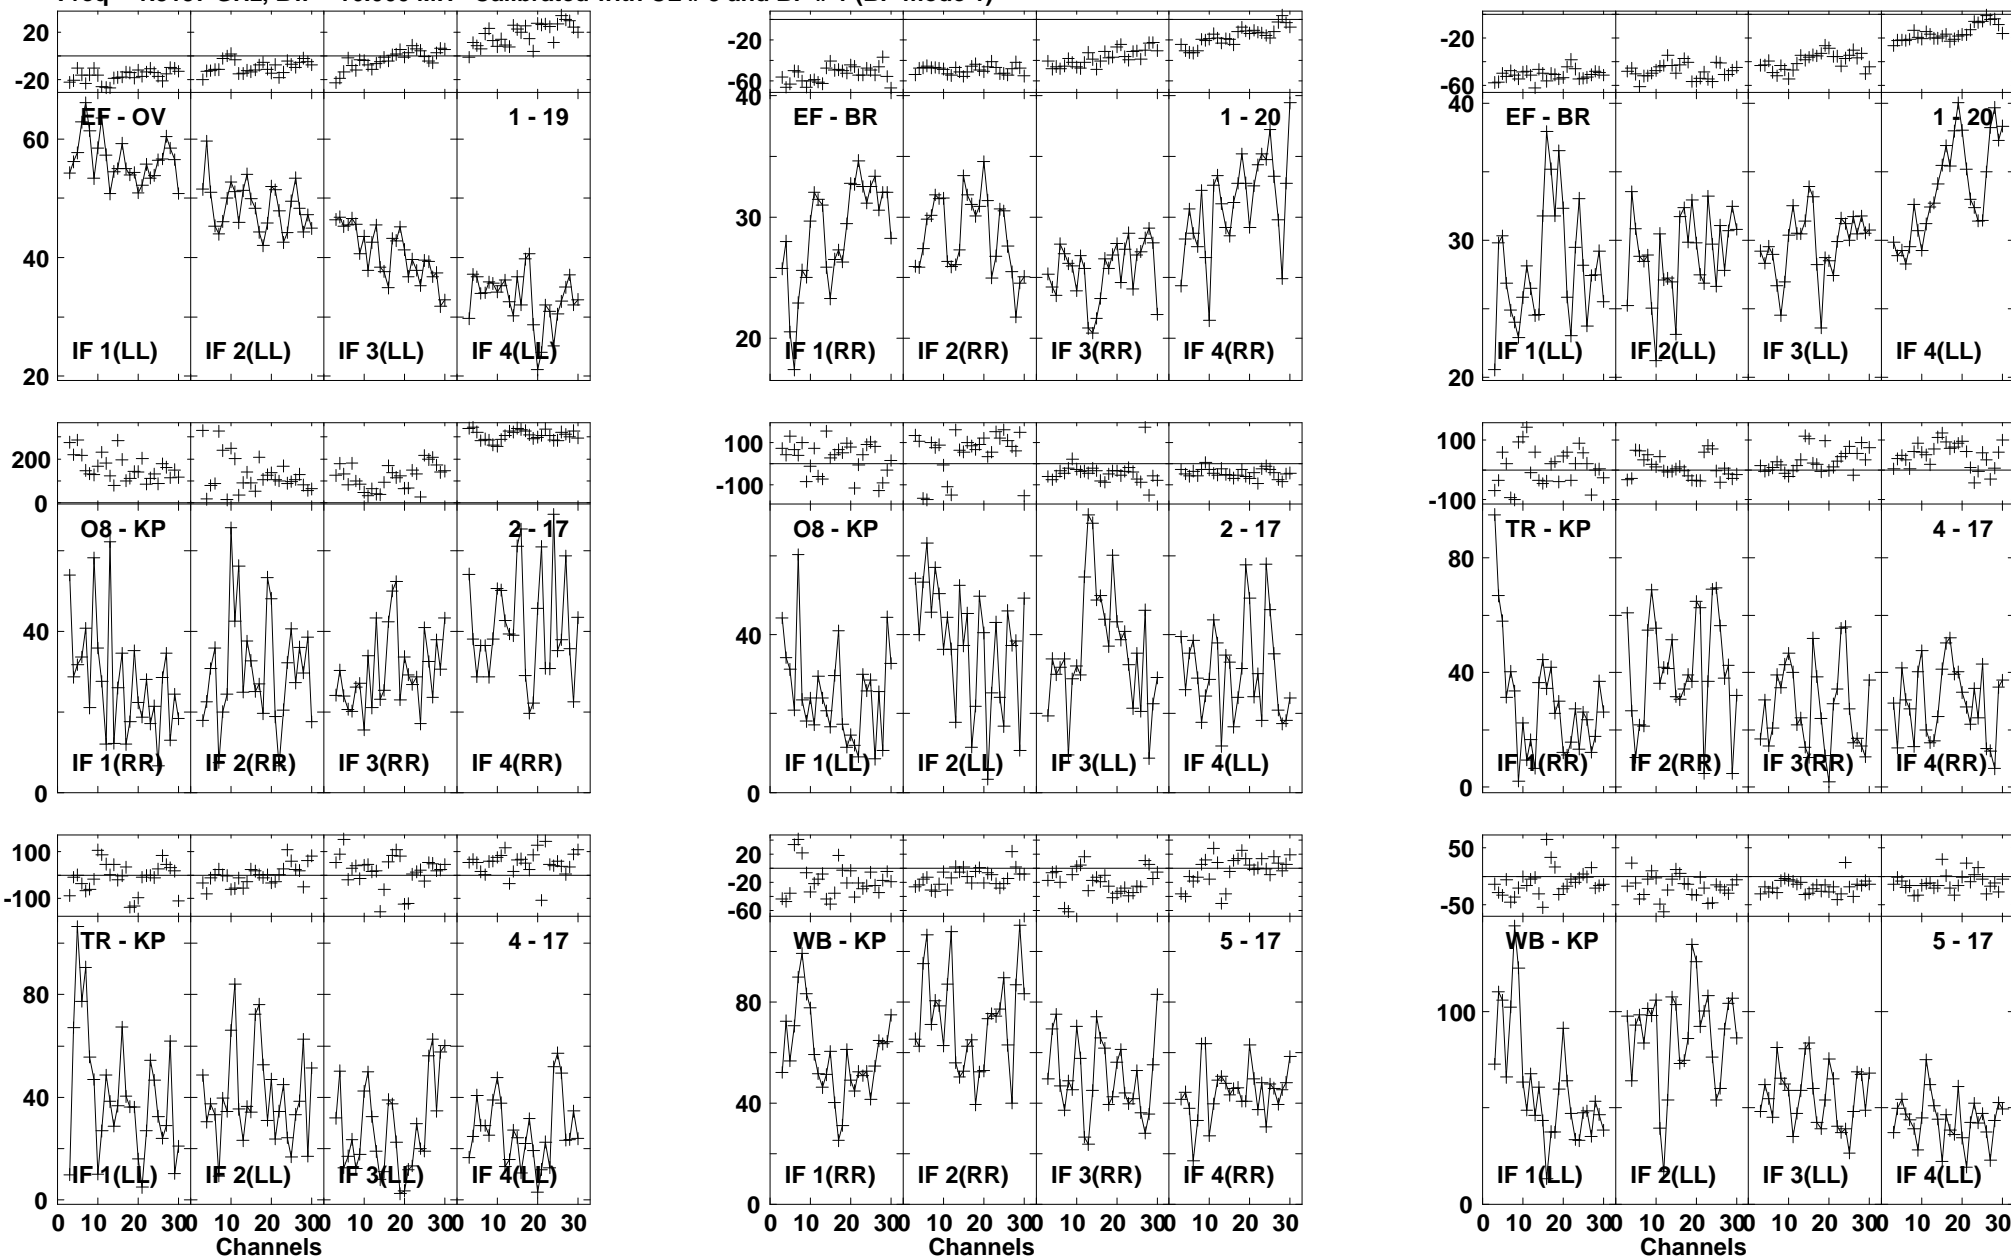 20
0
-20
60
40
20
EF - OV 1 - 19
IF 1(LL) IF 2(LL) IF 3(LL) IF 4(LL)
-20
-60
40
30
20
EF - BR 1 - 20
IF 1(RR) IF 2(RR) IF 3(RR) IF 4(RR)
-20
-60
40
30
20
EF - BR 1 - 20
IF 1(LL) IF 2(LL) IF 3(LL) IF 4(LL)
200
0
40
0
O8 - KP 2 - 17
IF 1(RR) IF 2(RR) IF 3(RR) IF 4(RR)
100
-100
40
0
O8 - KP 2 - 17
IF 1(LL) IF 2(LL) IF 3(LL) IF 4(LL)
100
-100
80
40
0
TR - KP 4 - 17
IF 1(RR) IF 2(RR) IF 3(RR) IF 4(RR)
100
-100
80
40
0
TR - KP 4 - 17
IF 1(LL) IF 2(LL) IF 3(LL) IF 4(LL)
0 10 20 30 0 10 20 30 0 10 20 30 0 10 20 30
Channels
20
-20
-60
80
40
0
WB - KP 5 - 17
IF 1(RR) IF 2(RR) IF 3(RR) IF 4(RR)
0 10 20 30 0 10 20 30 0 10 20 30 0 10 20 30
Channels
50
-50
100
0
WB - KP 5 - 17
IF 1(LL) IF 2(LL) IF 3(LL) IF 4(LL)
0 10 20 30 0 10 20 30 0 10 20 30 0 10 20 30
Channels